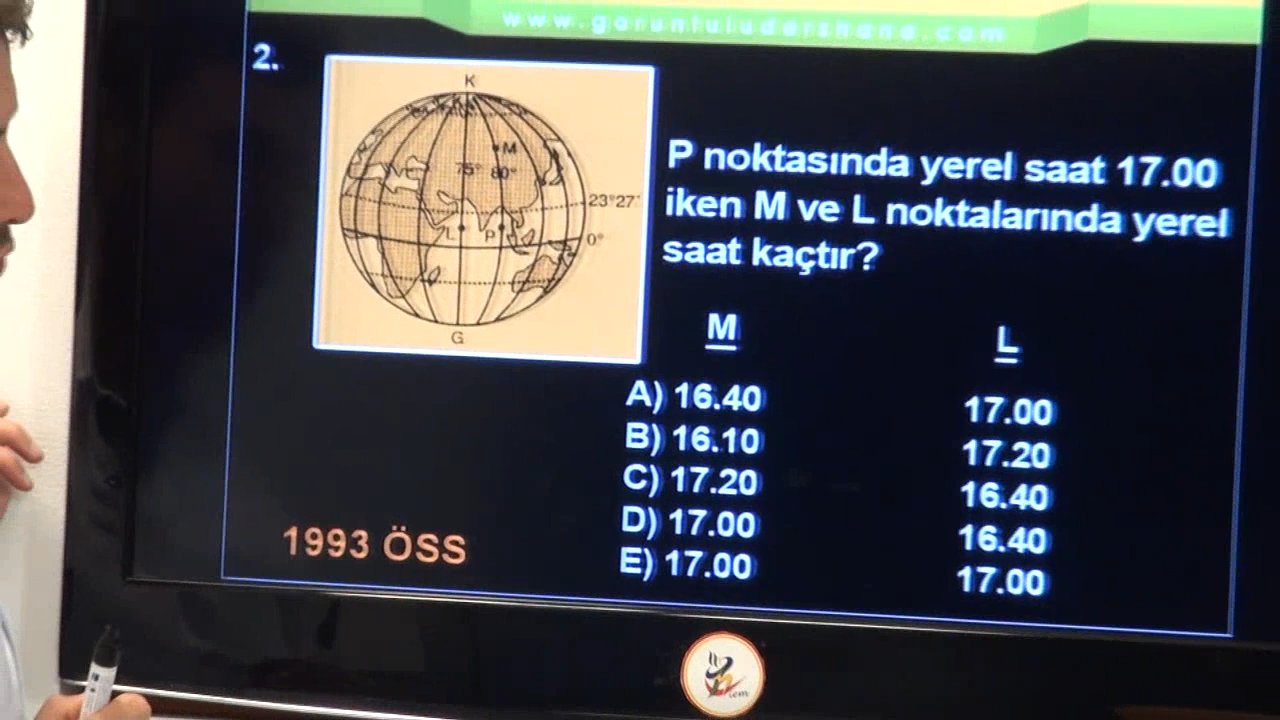 www.goruntuludershane.com
2.
K
M
75° 80°
23°27'
L P
0°
G
P noktasında yerel saat 17.00
iken M ve L noktalarında yerel
saat kaçtır?
M L
A) 16.40 17.00
B) 16.10 17.20
C) 17.20 16.40
D) 17.00 16.40
E) 17.00 17.00
1993 ÖSS